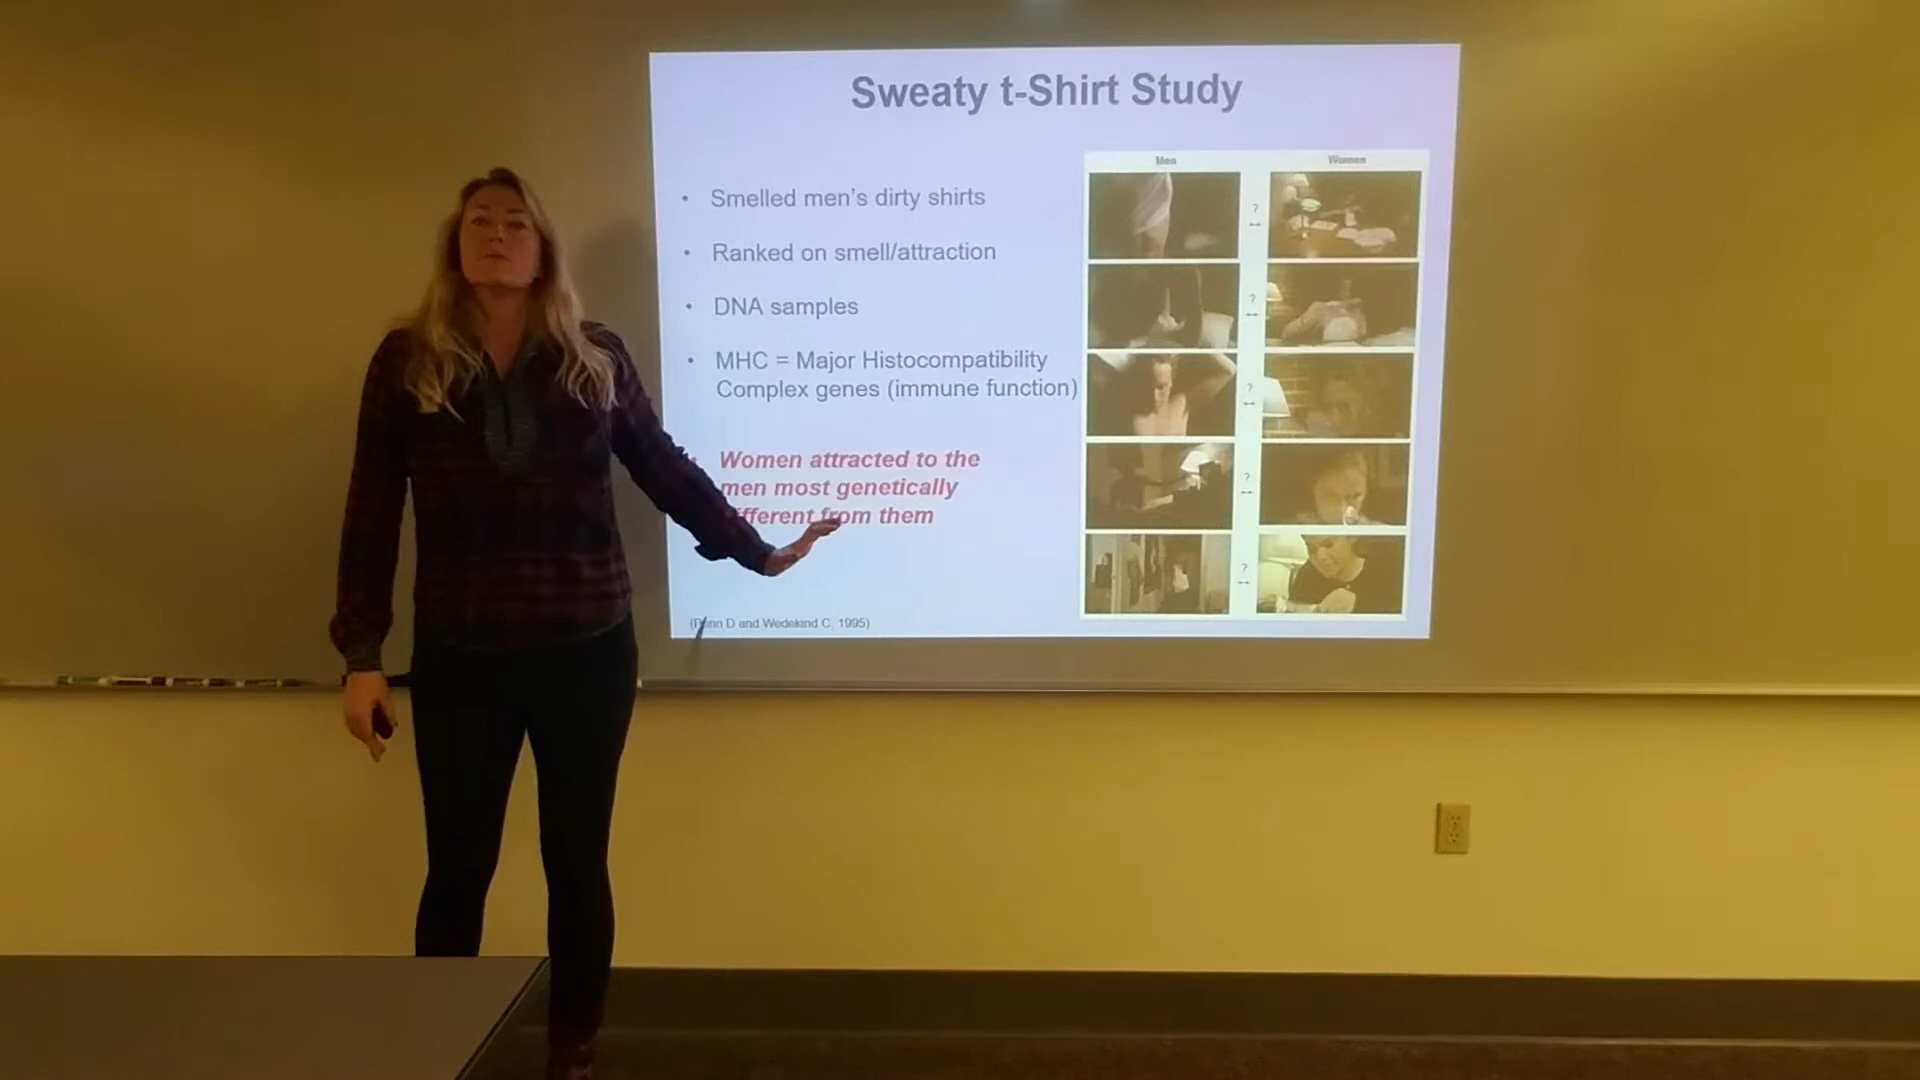 Sweaty t-Shirt Study
• Smelled men's dirty shirts
• Ranked on smell/attraction
• DNA samples
• MHC = Major Histocompatibility
Complex genes (immune function)
Women attracted to the
men most genetically
from them
D and Wedekind C, 1995)
Men Women
?
?
?
?
?